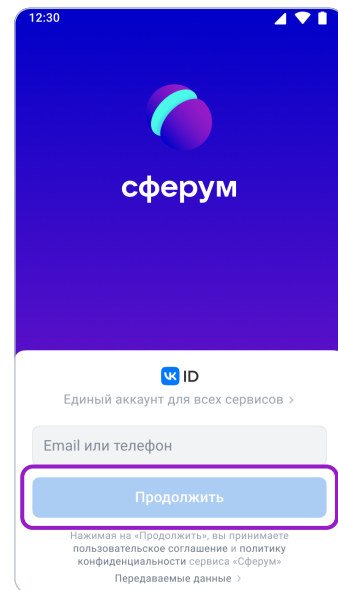 12:30
сферум
VK ID
Единый аккаунт для всех сервисов >
Email или телефон
Продолжить
Нажимая на «Продолжить», вы принимаете
пользовательское соглашение и политику
конфиденциальности сервиса «Сферум»
Передаваемые данные >